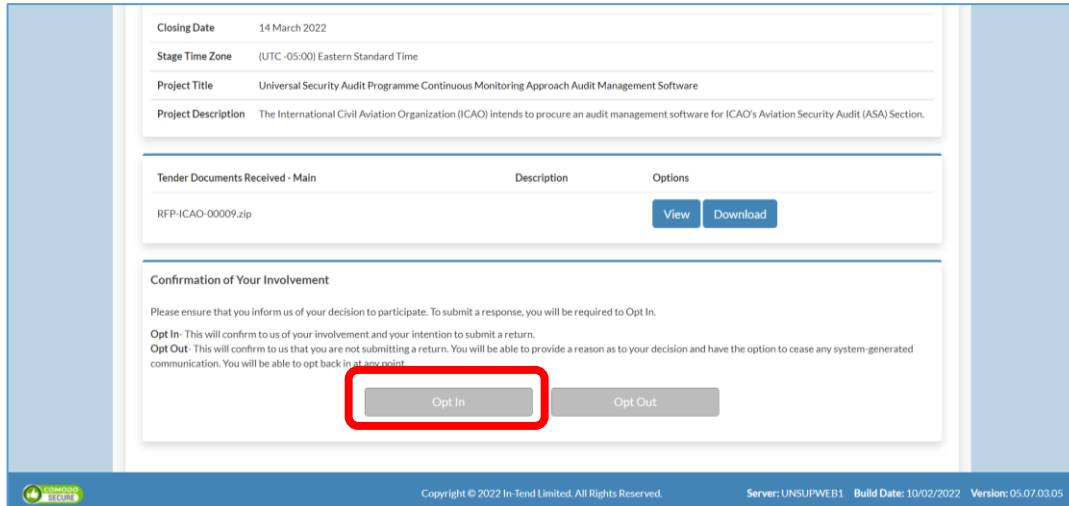 Closing Date 14 March 2022
Stage Time Zone (UTC -05:00) Eastern Standard Time
Project Title Universal Security Audit Programme Continuous Monitoring Approach Audit Management Software
Project Description The International Civil Aviation Organization (ICAO) intends to procure an audit management software for ICAO's Aviation Security Audit (ASA) Section.
Tender Documents Received - Main Description Options
RFP-ICAO-00009.zip View Download
Confirmation of Your Involvement
Please ensure that you inform us of your decision to participate. To submit a response, you will be required to Opt In.
Opt In- This will confirm to us of your involvement and your intention to submit a return.
Opt Out- This will confirm to us that you are not submitting a return. You will be able to provide a reason as to your decision and have the option to cease any system-generated
communication. You will be able to opt back in at any point.
Opt In Opt Out
COMODO
SECURE
Copyright © 2022 In-Tend Limited. All Rights Reserved. Server: UNSUPWEB1 Build Date: 10/02/2022 Version: 05.07.03.05